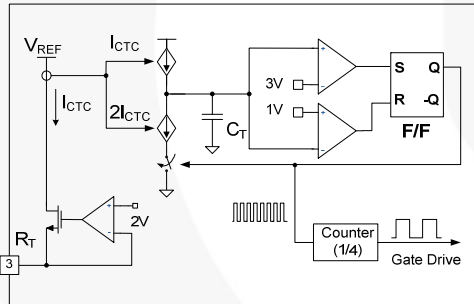 VREF
ICTC
ICTC
2ICTC
CT
3V
1V
S Q
R -Q
F/F
2V
RT
3
Counter
(1/4)
Gate Drive
+
-
+
-
+
-